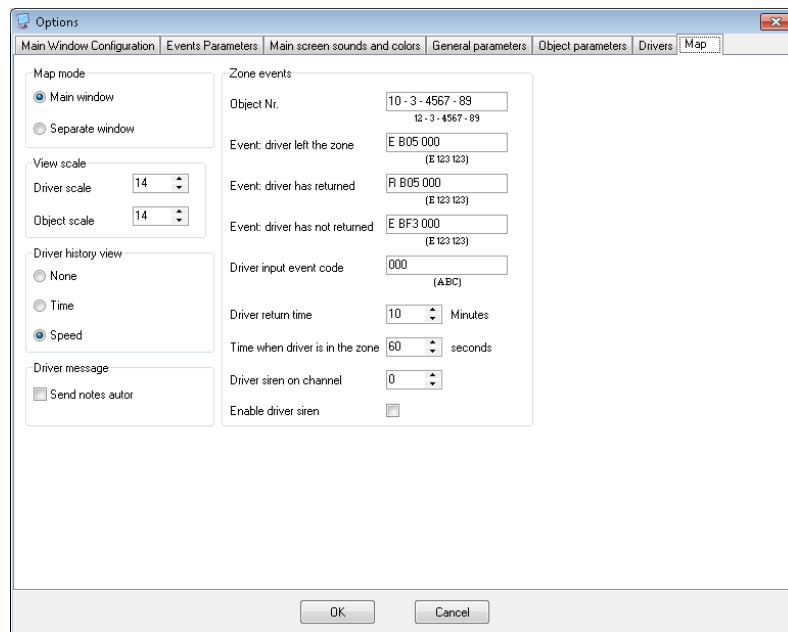 Options
Main Window Configuration Events Parameters Main screen sounds and colors General parameters Object parameters Drivers Map
Map mode
Main window
Separate window
View scale
Driver scale 14
Object scale 14
Driver history view
None
Time
Speed
Driver message
Send notes autor
Zone events
Object Nr. 10 - 3 - 4567 - 89
12 - 3 - 4567 - 89
Event: driver left the zone E B05 000
(E 123 123)
Event: driver has returned R B05 000
(E 123 123)
Event: driver has not returned E BF3 000
(E 123 123)
Driver input event code 000
(ABC)
Driver return time 10 Minutes
Time when driver is in the zone 60 seconds
Driver siren on channel 0
Enable driver siren
OK Cancel